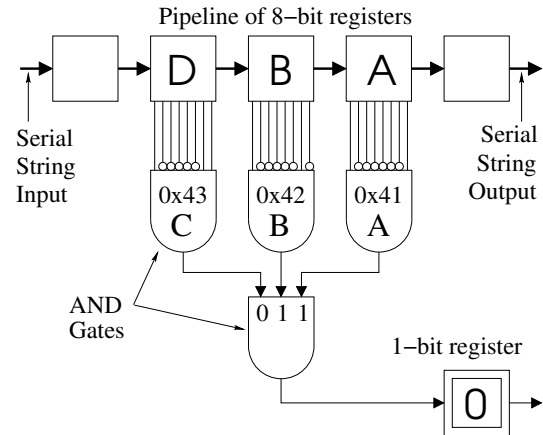 Pipeline of 8−bit registers
D B A
Serial
String
Input
Serial
String
Output
0x43 0x42 0x41
C B A
AND
Gates
0 1 1
1−bit register
0